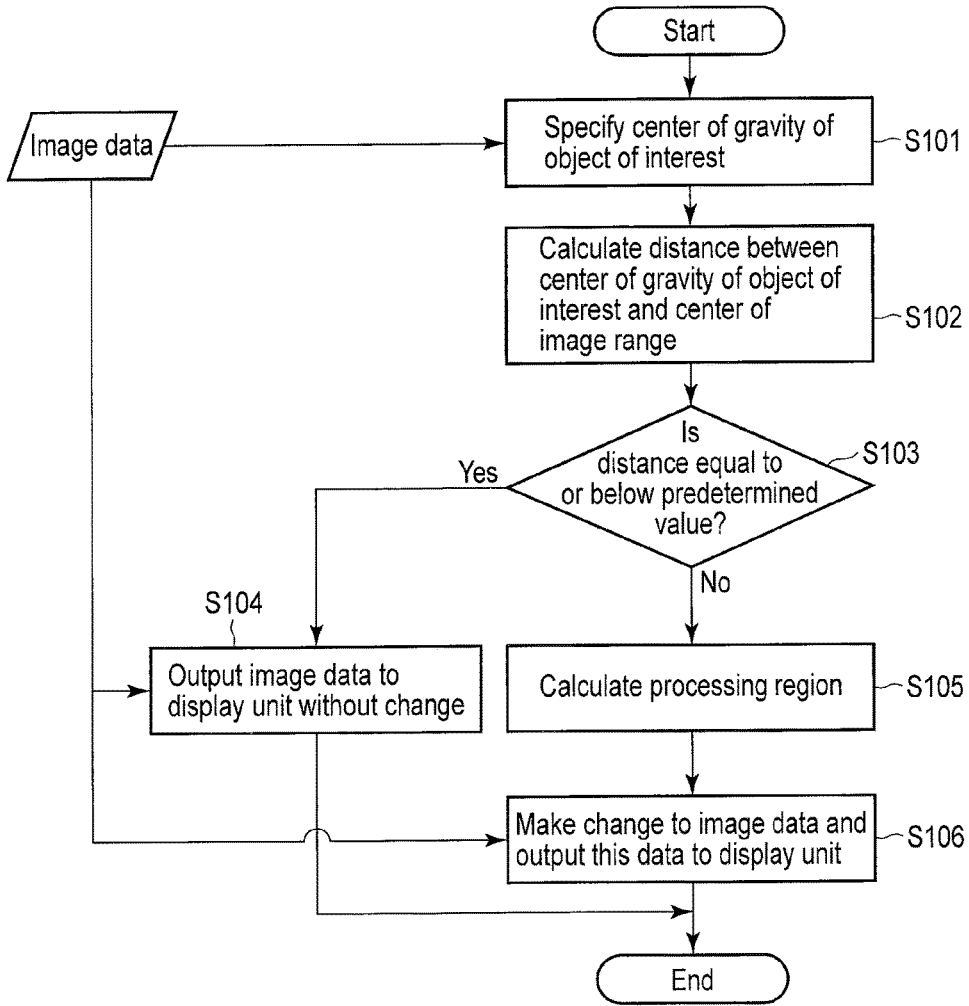 Start
Image data
Specify center of gravity of
object of interest
S101
Calculate distance between
center of gravity of object of
interest and center of
image range
S102
Is
distance equal to
or below predetermined
value?
S103
Yes
No
S104
Output image data to
display unit without change
Calculate processing region
S105
Make change to image data and
output this data to display unit
S106
End